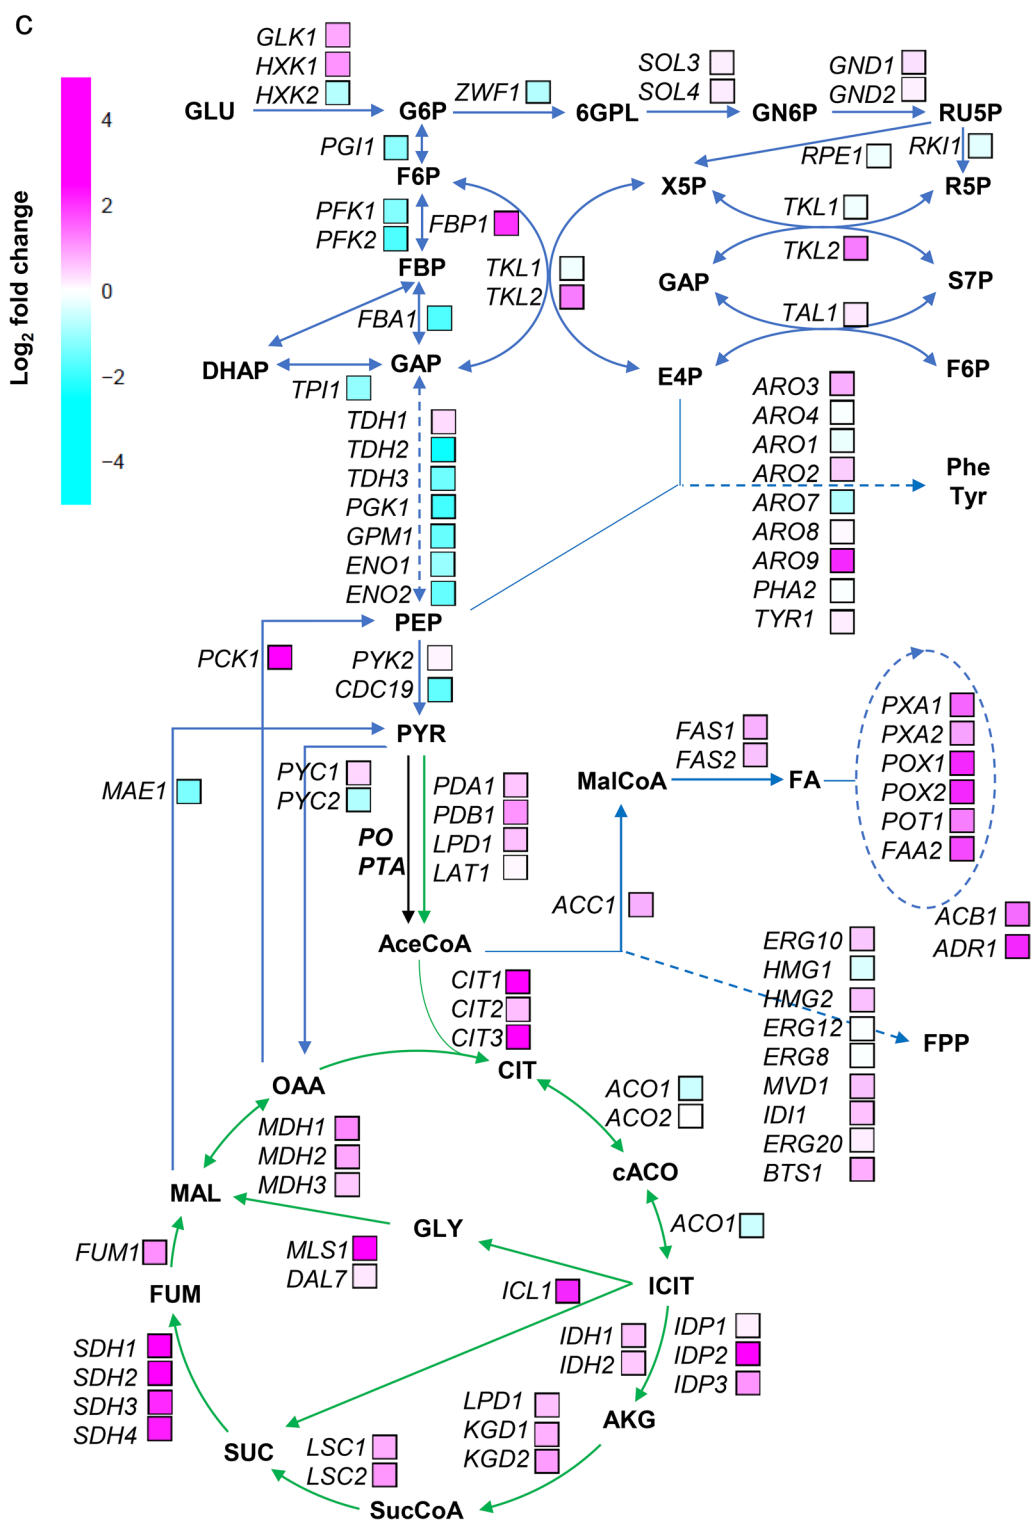 C
Log2 fold change
4
2
0
−2
−4
GLK1
HXK1
HXK2
GLU
G6P
ZWF1
6GPL
SOL3
SOL4
GN6P
GND1
GND2
RU5P
PGI1
F6P
RPE1
RKI1
X5P
R5P
PFK1
PFK2
FBP1
TKL1
TKL2
FBP
TKL1
TKL2
GAP
S7P
FBA1
TAL1
DHAP
GAP
E4P
F6P
TPI1
TDH1
TDH2
TDH3
PGK1
GPM1
ENO1
ENO2
ARO3
ARO4
ARO1
ARO2
ARO7
ARO8
ARO9
PHA2
TYR1
Phe
Tyr
PEP
PCK1
PYK2
CDC19
PYR
MAE1
PYC1
PYC2
PO
PTA
PDA1
PDB1
LPD1
LAT1
FAS1
FAS2
MalCoA
FA
PXA1
PXA2
POX1
POX2
POT1
FAA2
ACB1
ADR1
ACC1
AceCoA
ERG10
HMG1
HMG2
ERG12
ERG8
MVD1
IDI1
ERG20
BTS1
FPP
CIT1
CIT2
CIT3
CIT
OAA
ACO1
ACO2
MDH1
MDH2
MDH3
cACO
MAL
GLY
ACO1
FUM1
MLS1
DAL7
FUM
ICL1
ICIT
SDH1
SDH2
SDH3
SDH4
IDH1
IDH2
IDP1
IDP2
IDP3
LPD1
KGD1
KGD2
AKG
SUC
LSC1
LSC2
SucCoA